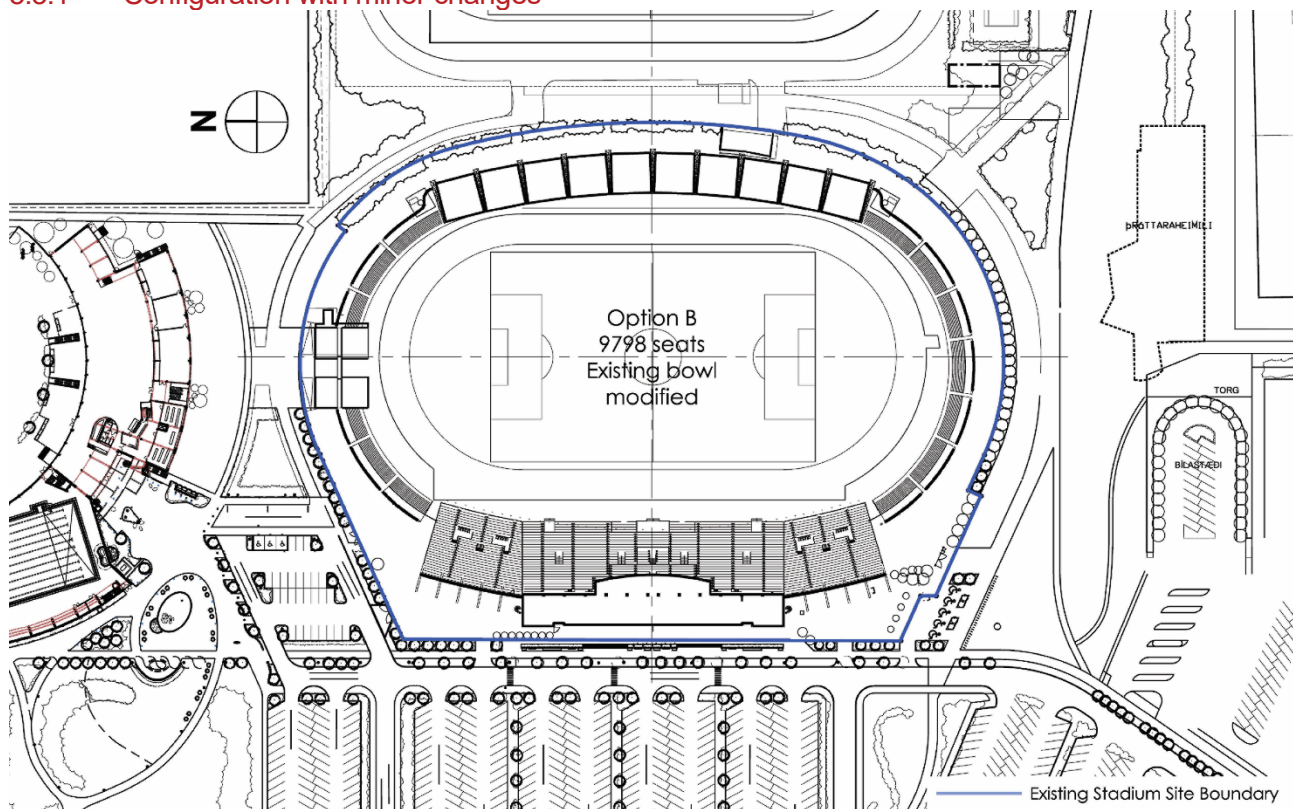 Configuration with minor changes
N
Option B
9798 seats
Existing bowl
modified
ÞRÓTTARAHEIMILI
TORG
BÍLASTÆÐI
Existing Stadium Site Boundary